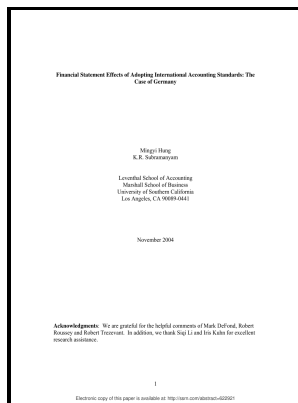 Financial Statement Effects of Adopting International Accounting Standards: The
Case of Germany
Mingyi Hung
K.R. Subramanyam
Leventhal School of Accounting
Marshall School of Business
University of Southern California
Los Angeles, CA 90089-0441
November 2004
Acknowledgments: We are grateful for the helpful comments of Mark DeFond, Robert
Roussey and Robert Trezevant. In addition, we thank Siqi Li and Iris Kuhn for excellent
research assistance.
1
Electronic copy of this paper is available at: http://ssrn.com/abstract=622921